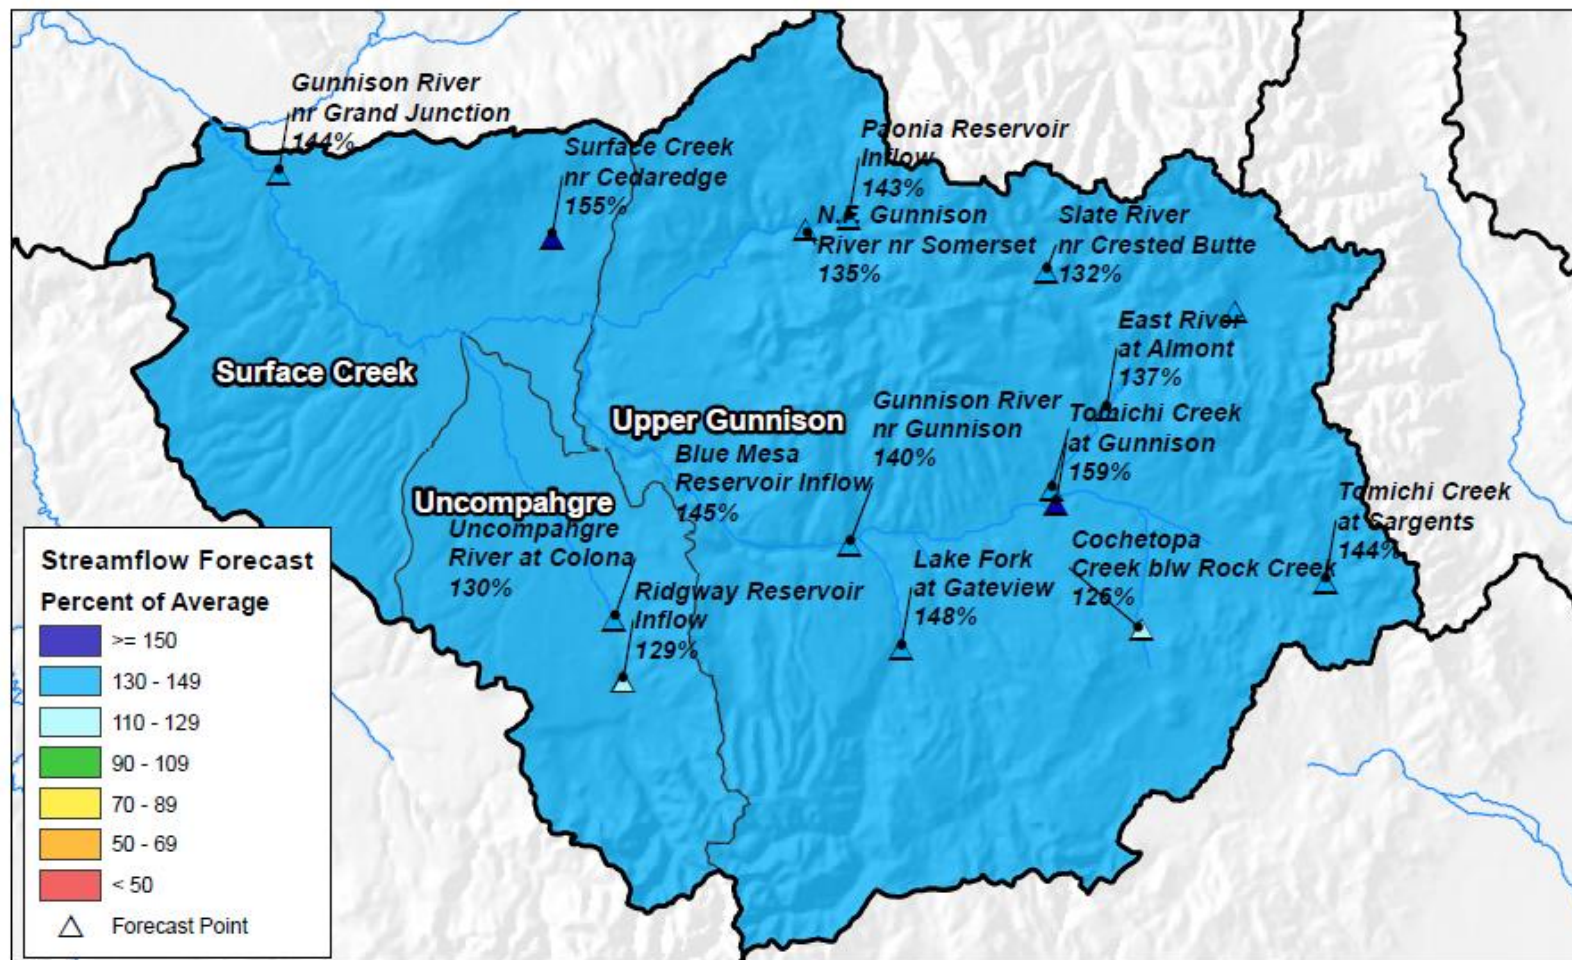 Gunnison River
nr Grand Junction
144%
Surface Creek
nr Cedaredge
155%
Paonia Reservoir
Inflow
143%
N.F. Gunnison
River nr Somerset
135%
Slate River
nr Crested Butte
132%
East River
at Almont
137%
Surface Creek
Upper Gunnison
Gunnison River
nr Gunnison
140%
Tomichi Creek
at Gunnison
159%
Blue Mesa
Reservoir Inflow
145%
Tomichi Creek
at Sargents
144%
Uncompahgre
Uncompahgre
River at Colona
130%
Ridgway Reservoir
Inflow
129%
Lake Fork
at Gateview
148%
Cochetopa
Creek blw Rock Creek
126%
Streamflow Forecast
Percent of Average
>= 150
130 - 149
110 - 129
90 - 109
70 - 89
50 - 69
< 50
Forecast Point